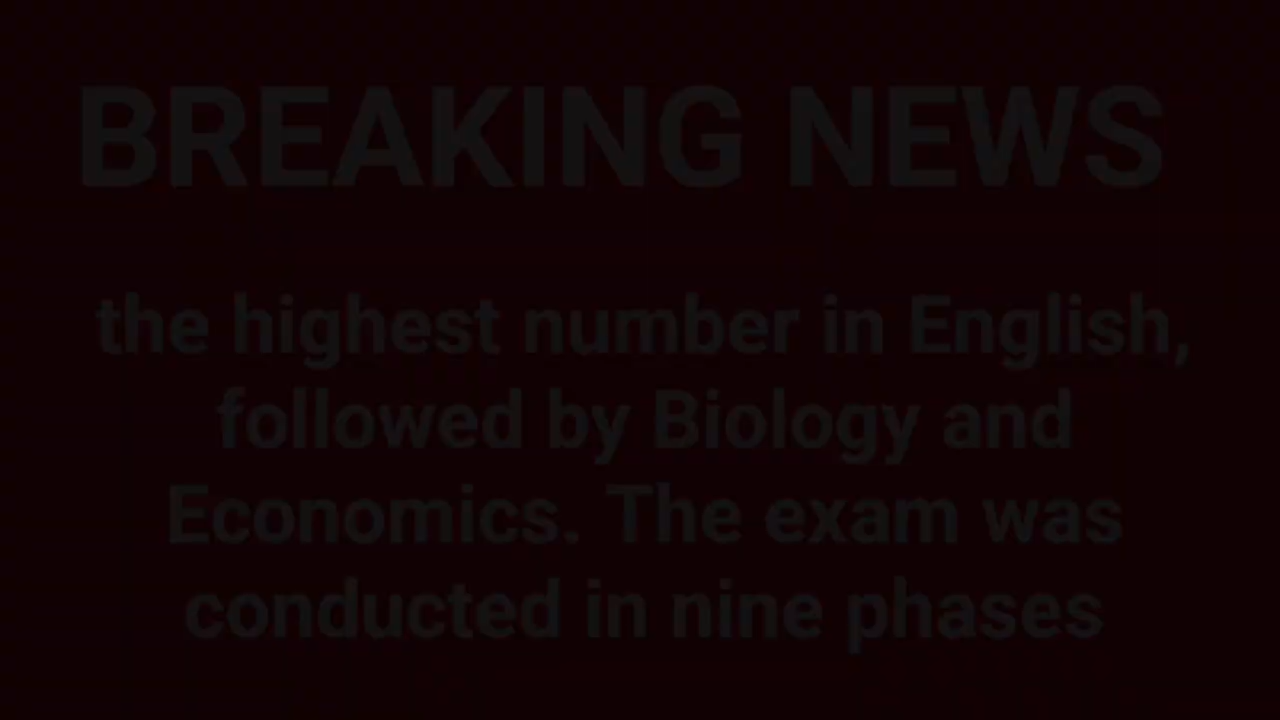 BREAKING NEWS
the highest number in English,
followed by Biology and
Economics. The exam was
conducted in nine phases